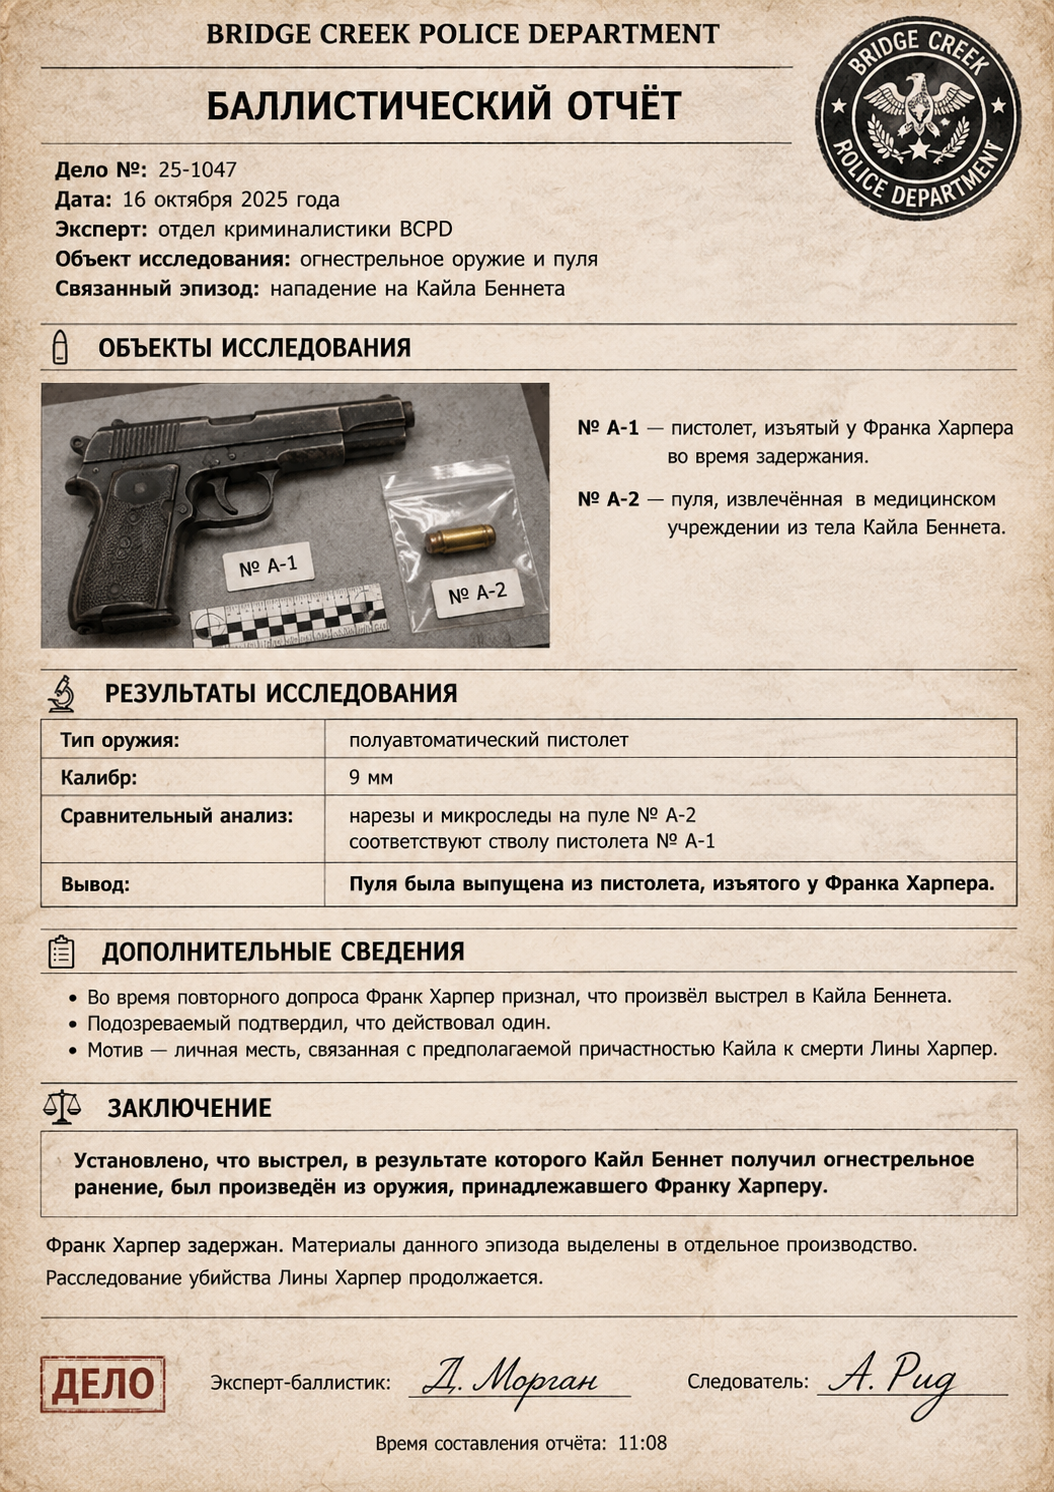 BRIDGE CREEK POLICE DEPARTMENT
BRIDGE CREEK
POLICE DEPARTMENT
БАЛЛИСТИЧЕСКИЙ ОТЧЁТ
Дело №: 25-1047
Дата: 16 октября 2025 года
Эксперт: отдел криминалистики BCPD
Объект исследования: огнестрельное оружие и пуля
Связанный эпизод: нападение на Кайла Беннета
ОБЪЕКТЫ ИССЛЕДОВАНИЯ
№ А-1
№ А-2
№ А-1 — пистолет, изъятый у Франка Харпера
во время задержания.
№ А-2 — пуля, извлечённая в медицинском
учреждении из тела Кайла Беннета.
РЕЗУЛЬТАТЫ ИССЛЕДОВАНИЯ
Тип оружия: полуавтоматический пистолет
Калибр: 9 мм
Сравнительный анализ: нарезы и микроследы на пуле № А-2
соответствуют стволу пистолета № А-1
Вывод: Пуля была выпущена из пистолета, изъятого у Франка Харпера.
ДОПОЛНИТЕЛЬНЫЕ СВЕДЕНИЯ
• Во время повторного допроса Франк Харпер признал, что произвёл выстрел в Кайла Беннета.
• Подозреваемый подтвердил, что действовал один.
• Мотив — личная месть, связанная с предполагаемой причастностью Кайла к смерти Лины Харпер.
ЗАКЛЮЧЕНИЕ
Установлено, что выстрел, в результате которого Кайл Беннет получил огнестрельное
ранение, был произведён из оружия, принадлежавшего Франку Харперу.
Франк Харпер задержан. Материалы данного эпизода выделены в отдельное производство.
Расследование убийства Лины Харпер продолжается.
ДЕЛО
Эксперт-баллистик: Д. Морган
Следователь: А. Рид
Время составления отчёта: 11:08